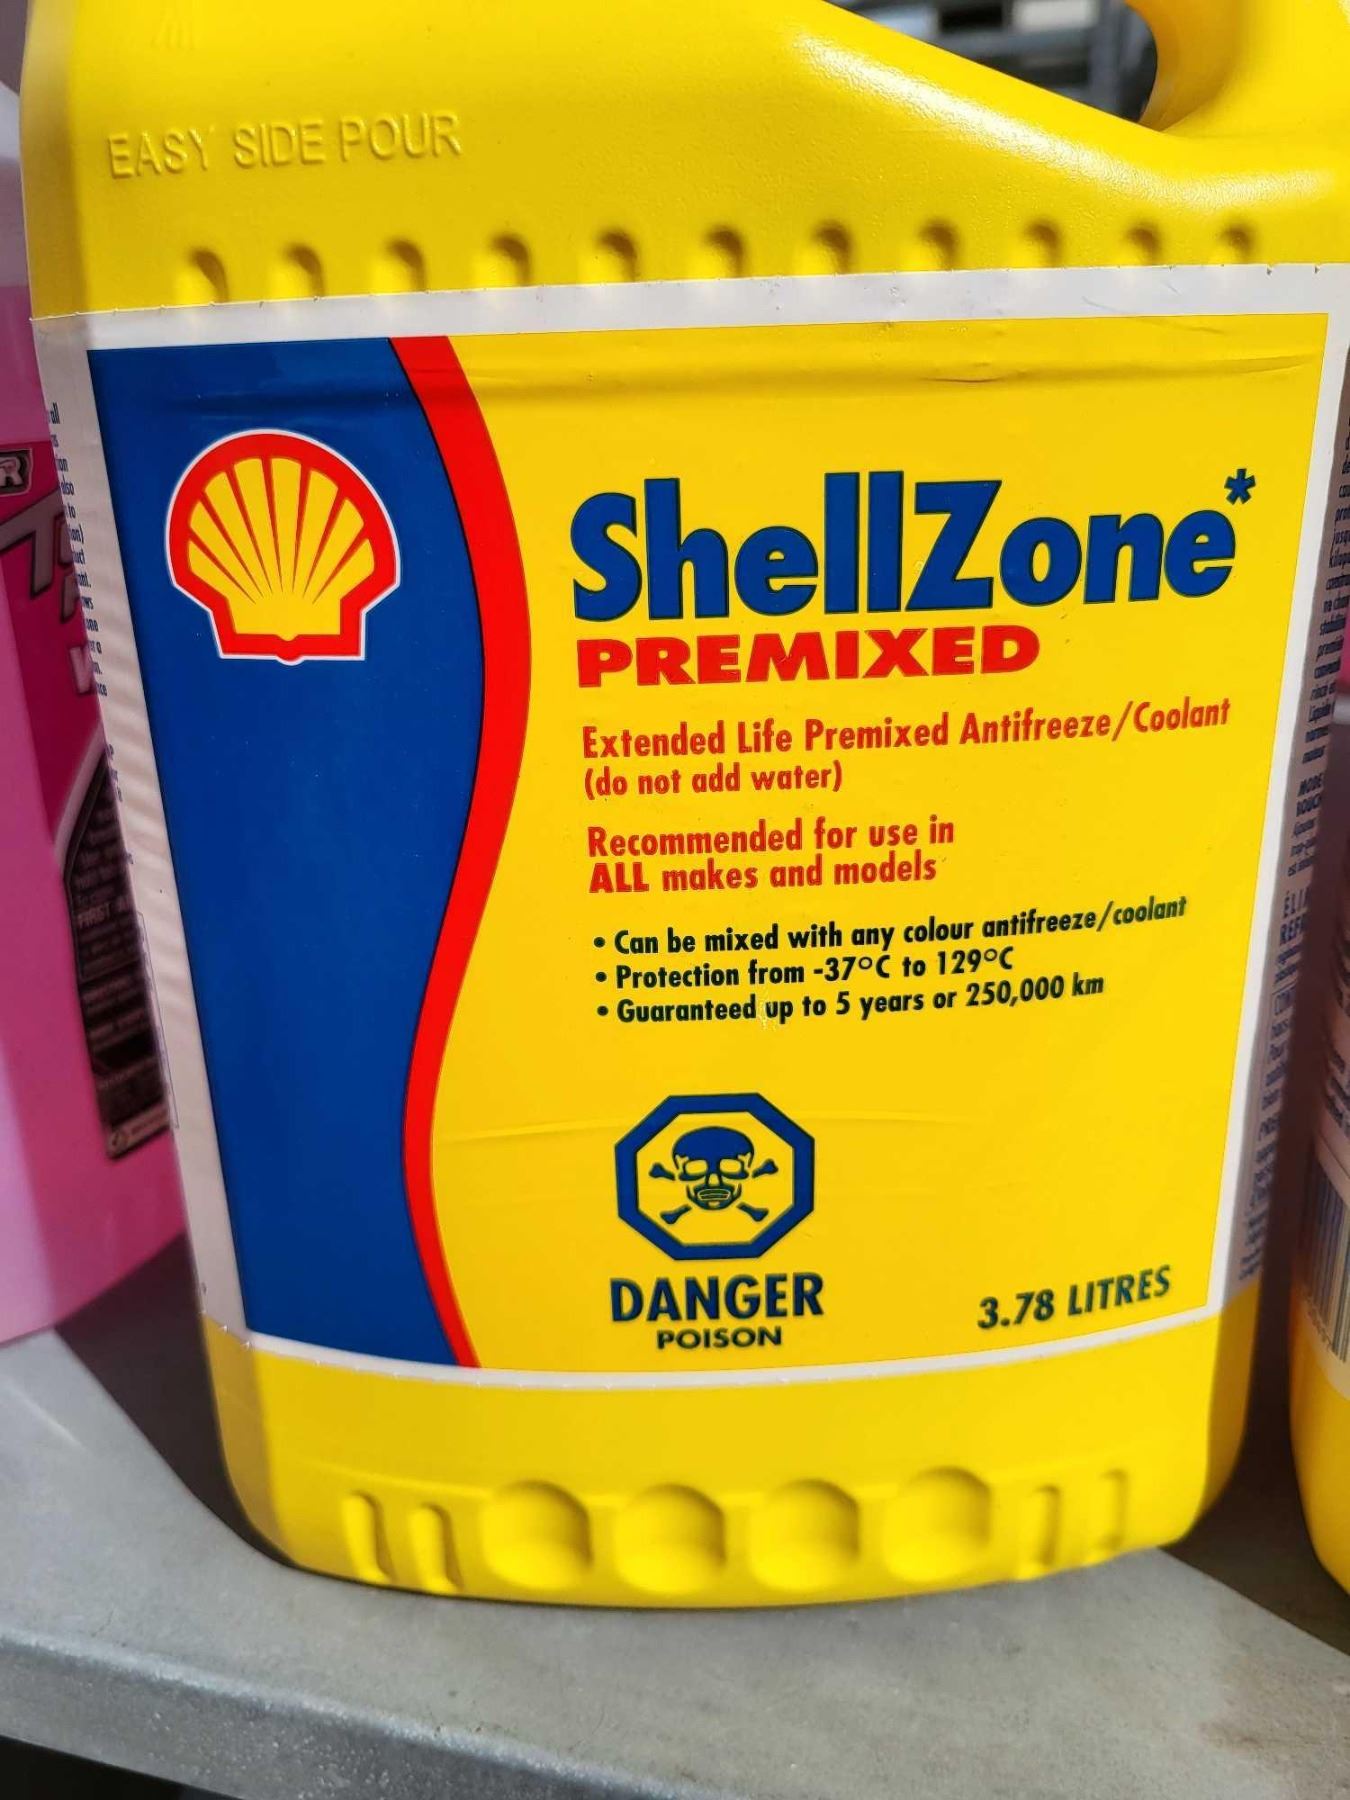 EASY SIDE POUR
ShellZone*
PREMIXED
Extended Life Premixed Antifreeze/Coolant
(do not add water)
Recommended for use in
ALL makes and models
• Can be mixed with any colour antifreeze/coolant
• Protection from -37°C to 129°C
• Guaranteed up to 5 years or 250,000 km
DANGER
POISON
3.78 LITRES